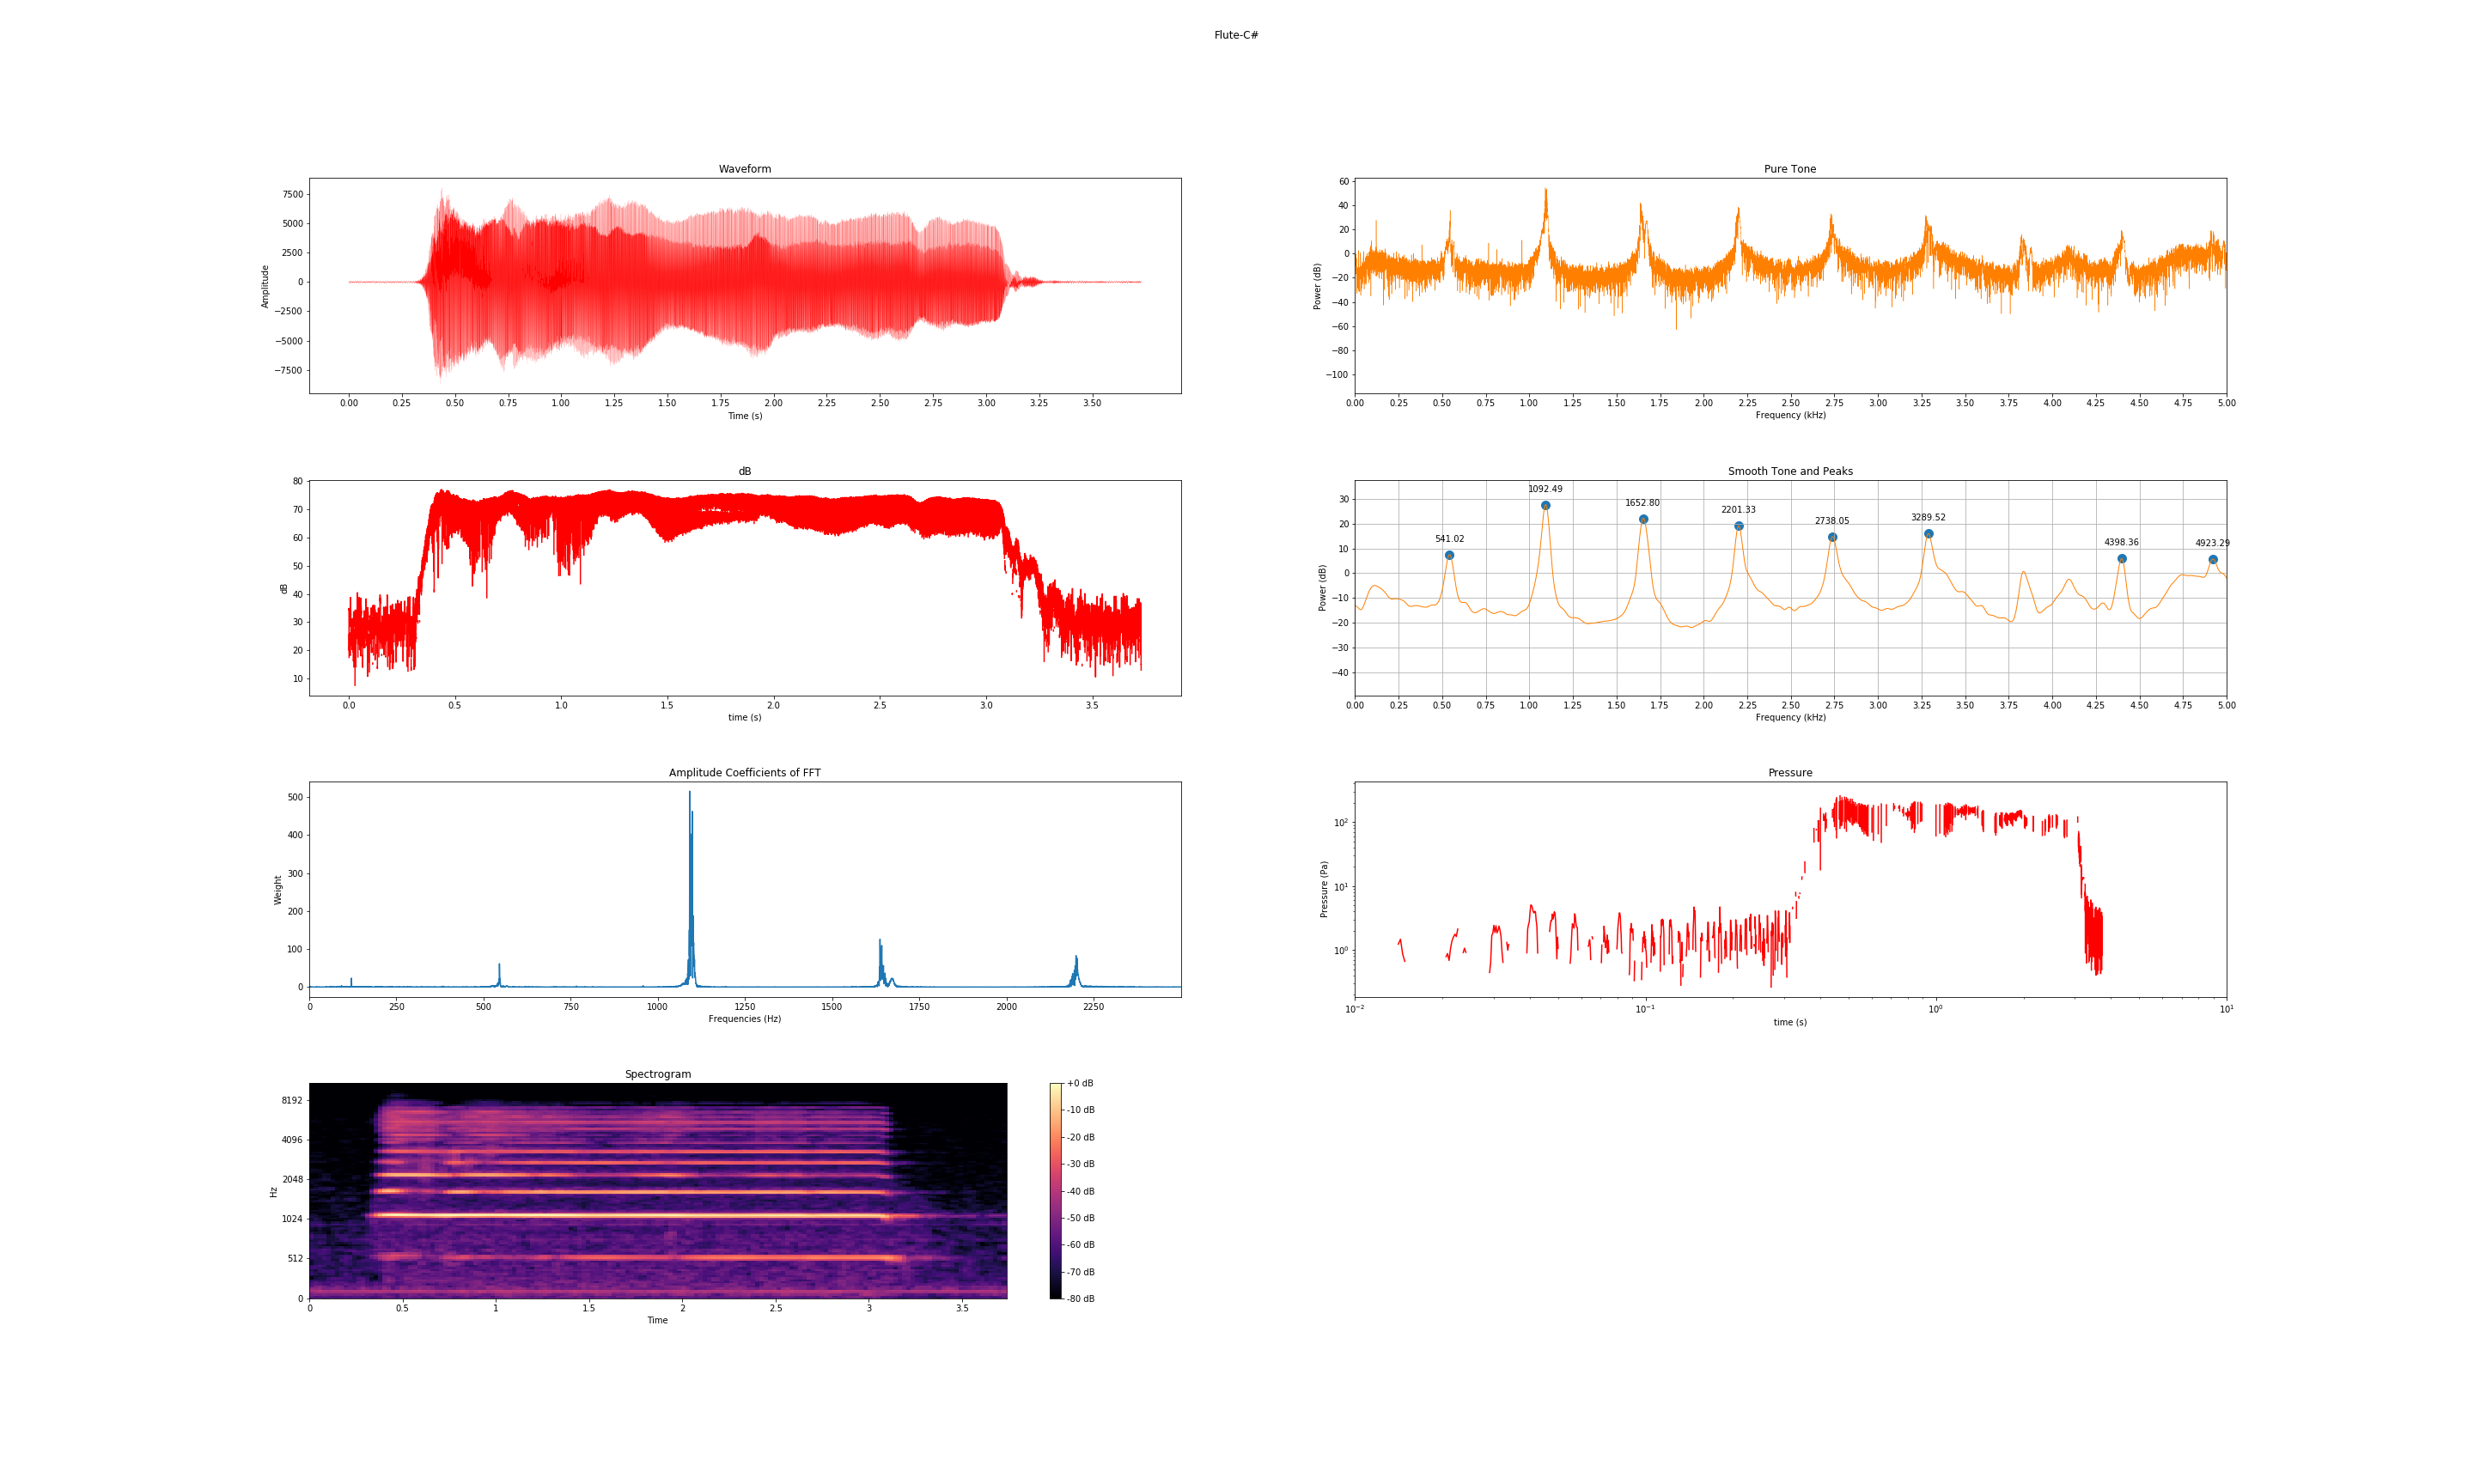 Flute-C#
Waveform
Amplitude
7500
5000
2500
0
−2500
−5000
−7500
0.00 0.25 0.50 0.75 1.00 1.25 1.50 1.75 2.00 2.25 2.50 2.75 3.00 3.25 3.50
Time (s)
Pure Tone
Power (dB)
60
40
20
0
−20
−40
−60
−80
−100
0.00 0.25 0.50 0.75 1.00 1.25 1.50 1.75 2.00 2.25 2.50 2.75 3.00 3.25 3.50 3.75 4.00 4.25 4.50 4.75 5.00
Frequency (kHz)
dB
dB
80
70
60
50
40
30
20
10
0.0 0.5 1.0 1.5 2.0 2.5 3.0 3.5
time (s)
Smooth Tone and Peaks
Power (dB)
30
20
10
0
−10
−20
−30
−40
541.02 1092.49 1652.80 2201.33 2738.05 3289.52 4398.36 4923.29
0.00 0.25 0.50 0.75 1.00 1.25 1.50 1.75 2.00 2.25 2.50 2.75 3.00 3.25 3.50 3.75 4.00 4.25 4.50 4.75 5.00
Frequency (kHz)
Amplitude Coefficients of FFT
Weight
500
400
300
200
100
0
0 250 500 750 1000 1250 1500 1750 2000 2250
Frequencies (Hz)
Pressure
Pressure (Pa)
10²
10¹
10⁰
10⁻² 10⁻¹ 10⁰ 10¹
time (s)
Spectrogram
Hz
8192
4096
2048
1024
512
0
0 0.5 1 1.5 2 2.5 3 3.5
Time
+0 dB
-10 dB
-20 dB
-30 dB
-40 dB
-50 dB
-60 dB
-70 dB
-80 dB